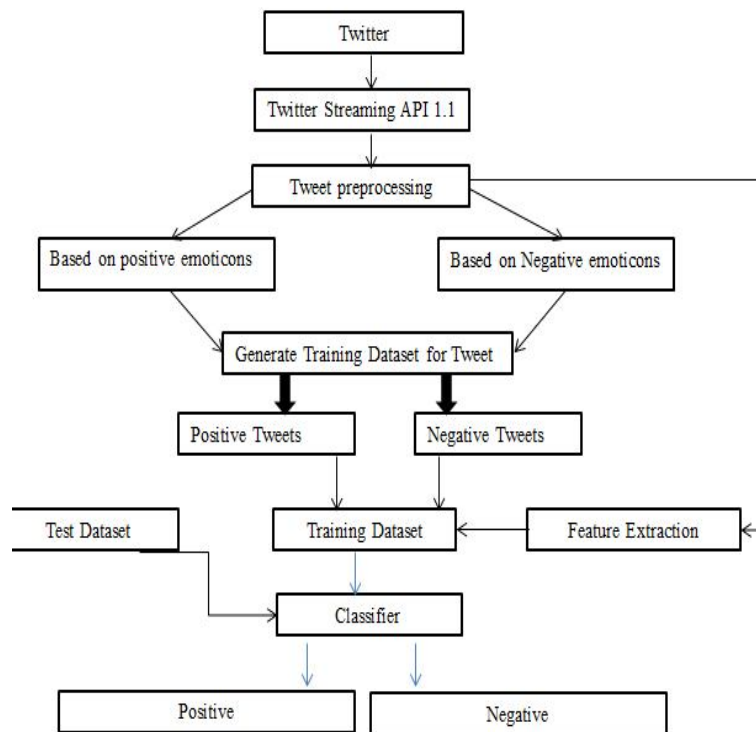 Twitter
Twitter Streaming API 1.1
Tweet preprocessing
Based on positive emoticons
Based on Negative emoticons
Generate Training Dataset for Tweet
Positive Tweets
Negative Tweets
Test Dataset
Training Dataset
Feature Extraction
Classifier
Positive
Negative